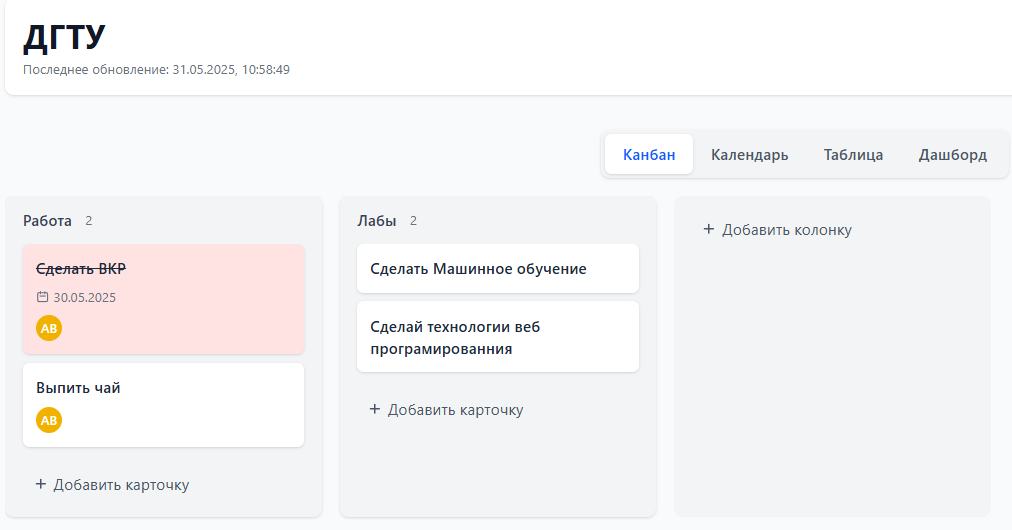 ДГТУ
Последнее обновление: 31.05.2025, 10:58:49
Канбан
Календарь
Таблица
Дашборд
Работа 2
Сделать ВКР
30.05.2025
АВ
Выпить чай
АВ
+ Добавить карточку
Лабы 2
Сделать Машинное обучение
Сделай технологии веб
програмированния
+ Добавить карточку
+ Добавить колонку